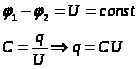 φ₁ − φ₂ = U = const
C = q/U ⇒ q = CU